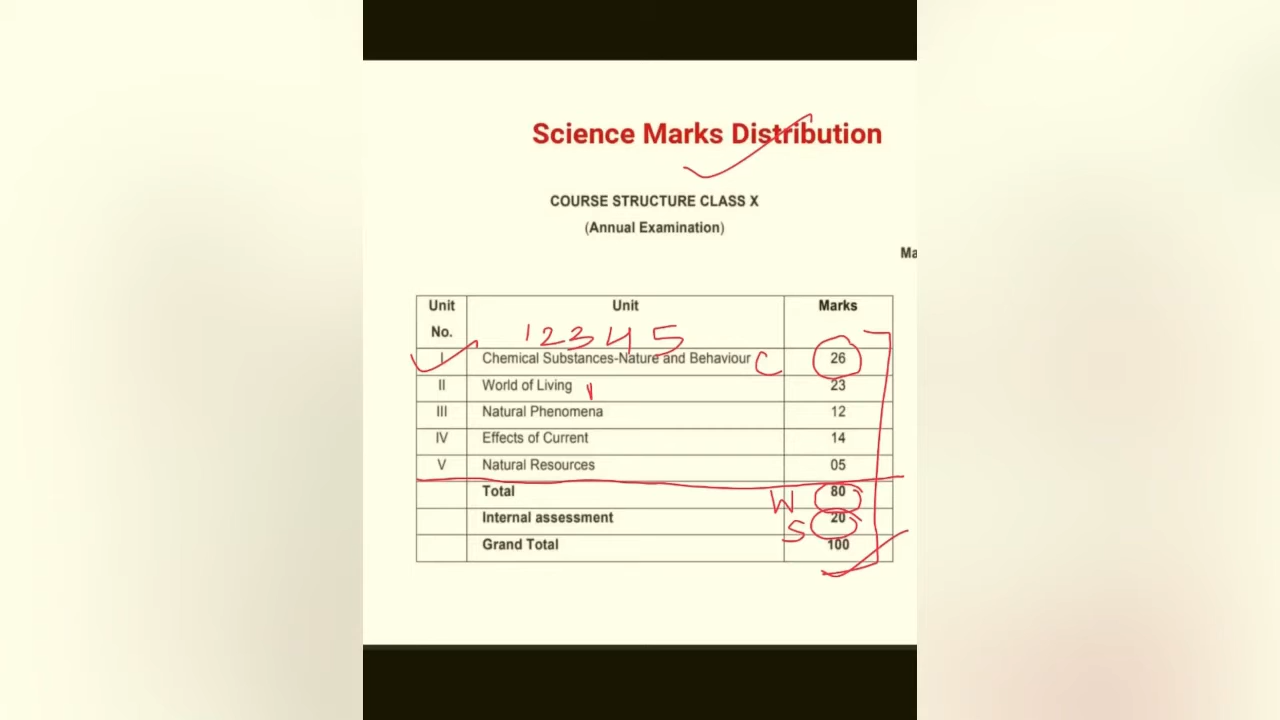 Science Marks Distribution
COURSE STRUCTURE CLASS X
(Annual Examination)
Ma
Unit No. Unit Marks
1 2 3 4 5
I Chemical Substances-Nature and Behaviour C 26
II World of Living 23
III Natural Phenomena 12
IV Effects of Current 14
V Natural Resources 05
Total W 80
Internal assessment S 20
Grand Total 100